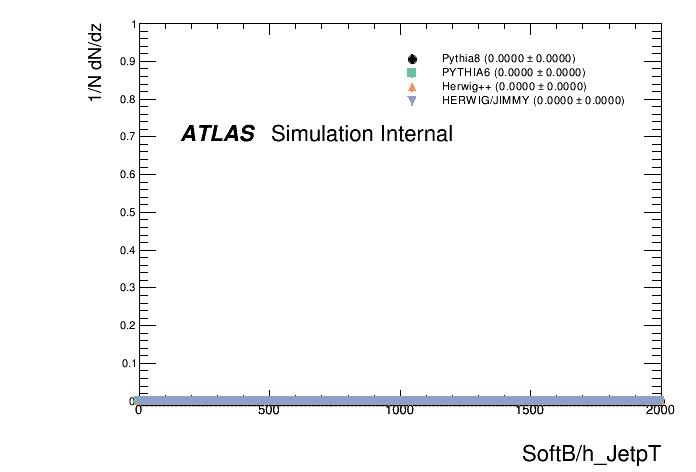 1/N dN/dz
1
0.9
0.8
0.7
0.6
0.5
0.4
0.3
0.2
0.1
0
Pythia8 (0.0000 ± 0.0000)
PYTHIA6 (0.0000 ± 0.0000)
Herwig++ (0.0000 ± 0.0000)
HERWIG/JIMMY (0.0000 ± 0.0000)
ATLAS Simulation Internal
0 500 1000 1500 2000
SoftB/h_JetpT